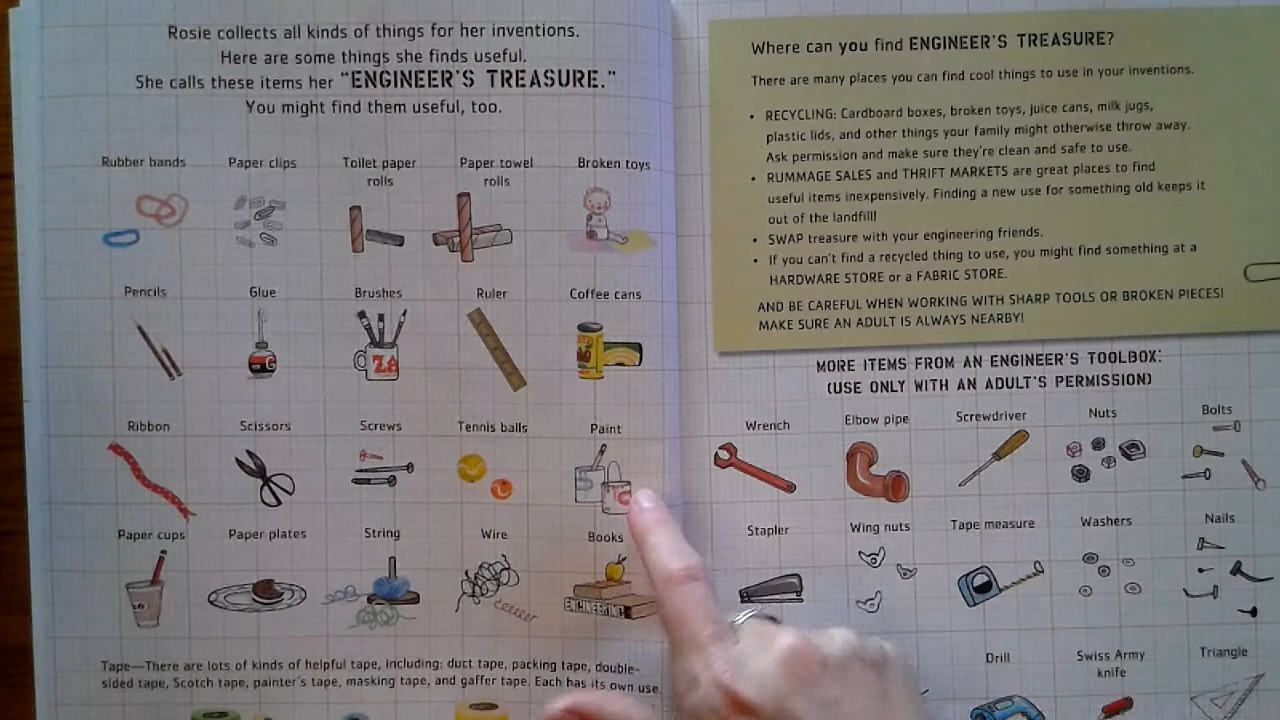 Rosie collects all kinds of things for her inventions.
Here are some things she finds useful.
She calls these items her “ENGINEER'S TREASURE.”
You might find them useful, too.
Rubber bands
Paper clips
Toilet paper
rolls
Paper towel
rolls
Broken toys
Pencils
Glue
Brushes
Ruler
Coffee cans
Ribbon
Scissors
Screws
Tennis balls
Paint
Paper cups
Paper plates
String
Wire
Books
ENGINEERING
Tape—There are lots of kinds of helpful tape, including: duct tape, packing tape, double-
sided tape, Scotch tape, painter's tape, masking tape, and gaffer tape. Each has its own use.
Where can you find ENGINEER'S TREASURE?
There are many places you can find cool things to use in your inventions.
• RECYCLING: Cardboard boxes, broken toys, juice cans, milk jugs,
plastic lids, and other things your family might otherwise throw away.
Ask permission and make sure they're clean and safe to use.
• RUMMAGE SALES and THRIFT MARKETS are great places to find
useful items inexpensively. Finding a new use for something old keeps it
out of the landfill!
• SWAP treasure with your engineering friends.
• If you can't find a recycled thing to use, you might find something at a
HARDWARE STORE or a FABRIC STORE.
AND BE CAREFUL WHEN WORKING WITH SHARP TOOLS OR BROKEN PIECES!
MAKE SURE AN ADULT IS ALWAYS NEARBY!
MORE ITEMS FROM AN ENGINEER'S TOOLBOX:
(USE ONLY WITH AN ADULT'S PERMISSION)
Wrench
Elbow pipe
Screwdriver
Nuts
Bolts
Stapler
Wing nuts
Tape measure
Washers
Nails
Drill
Swiss Army
knife
Triangle